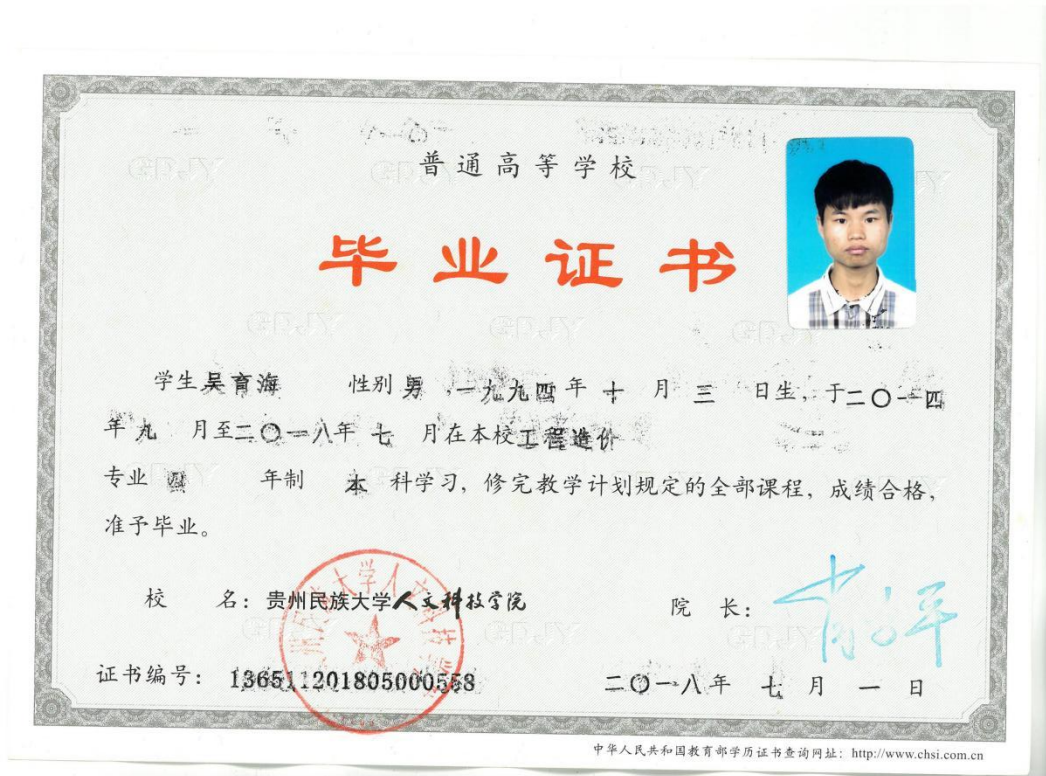 普通高等学校
毕业证书
学生吴育海 性别男,一九九四年十月三日生,于二〇一四
年九月至二〇一八年七月在本校工程造价
专业四年制本科学习,修完教学计划规定的全部课程,成绩合格,
准予毕业。
校名:贵州民族大学人文科技学院 院长:
证书编号:136511201805000558 二〇一八年七月一日
中华人民共和国教育部学历证书查询网址:http://www.chsi.com.cn